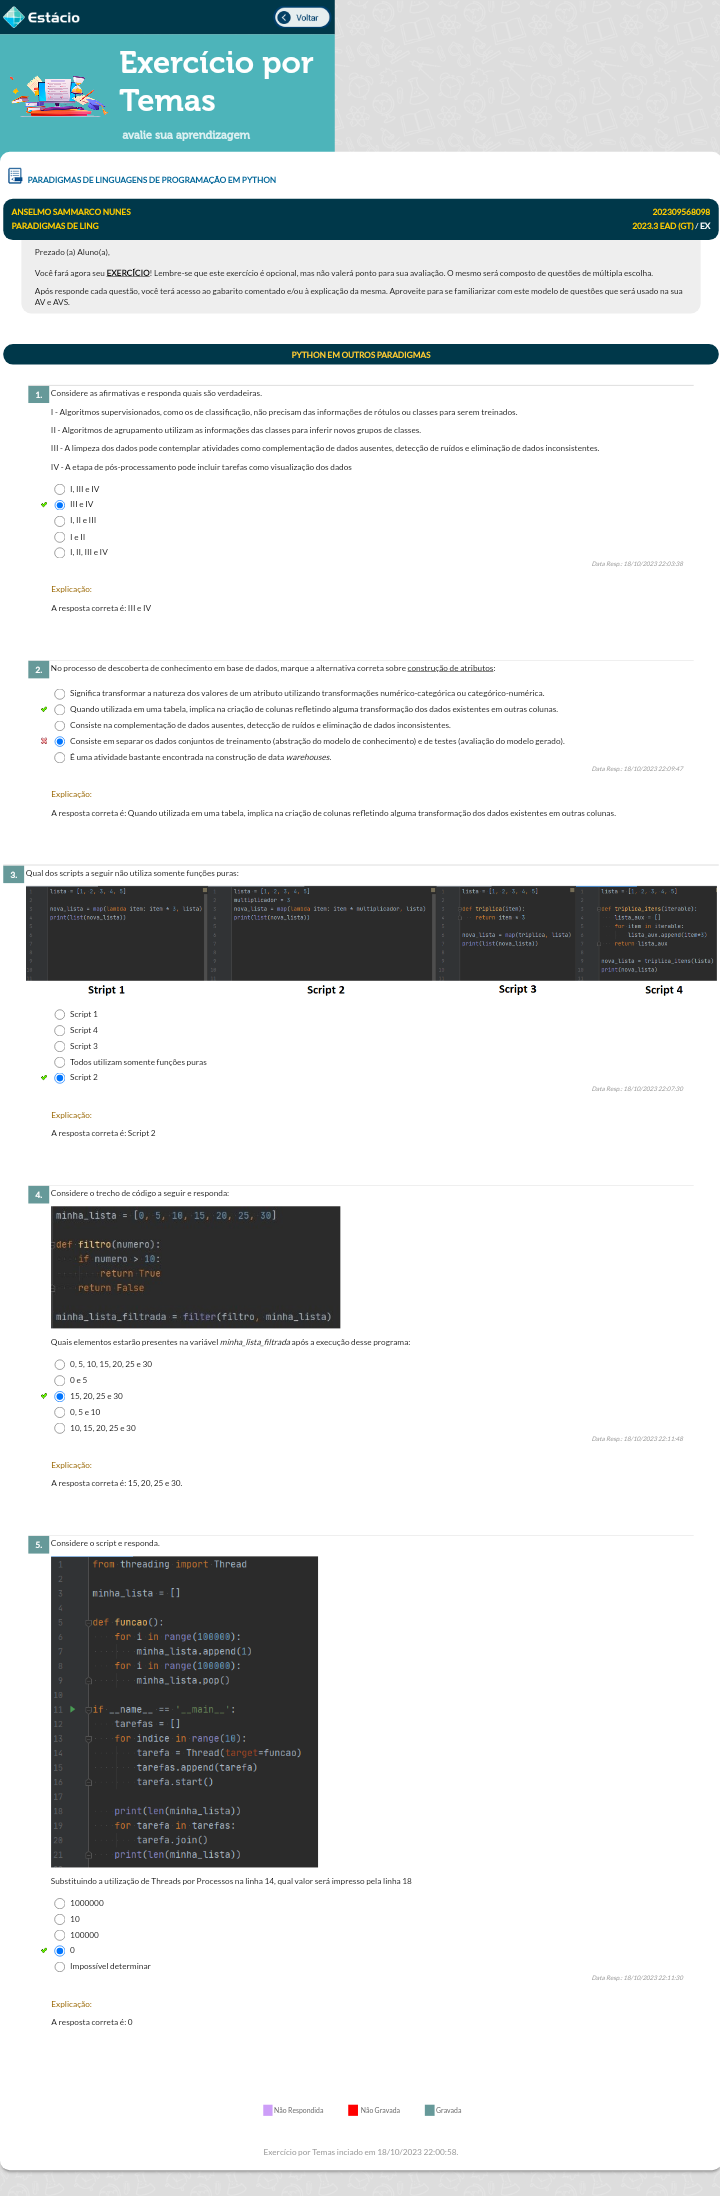 Estácio
Voltar
Exercício por
Temas
avalie sua aprendizagem
PARADIGMAS DE LINGUAGENS DE PROGRAMAÇÃO EM PYTHON
ANSELMO SAMMARCO NUNES 202309568098
PARADIGMAS DE LING 2023.3 EAD (GT) / EX
Prezado (a) Aluno(a),
Você fará agora seu EXERCÍCIO! Lembre-se que este exercício é opcional, mas não valerá ponto para sua avaliação. O mesmo será composto de questões de múltipla escolha.
Após responde cada questão, você terá acesso ao gabarito comentado e/ou à explicação da mesma. Aproveite para se familiarizar com este modelo de questões que será usado na sua
AV e AVS.
PYTHON EM OUTROS PARADIGMAS
1. Considere as afirmativas e responda quais são verdadeiras.
I - Algoritmos supervisionados, como os de classificação, não precisam das informações de rótulos ou classes para serem treinados.
II - Algoritmos de agrupamento utilizam as informações das classes para inferir novos grupos de classes.
III - A limpeza dos dados pode contemplar atividades como complementação de dados ausentes, detecção de ruídos e eliminação de dados inconsistentes.
IV - A etapa de pós-processamento pode incluir tarefas como visualização dos dados
I, III e IV
III e IV
I, II e III
I e II
I, II, III e IV
Data Resp.: 18/10/2023 22:03:38
Explicação:
A resposta correta é: III e IV
2. No processo de descoberta de conhecimento em base de dados, marque a alternativa correta sobre construção de atributos:
Significa transformar a natureza dos valores de um atributo utilizando transformações numérico-categórica ou categórico-numérica.
Quando utilizada em uma tabela, implica na criação de colunas refletindo alguma transformação dos dados existentes em outras colunas.
Consiste na complementação de dados ausentes, detecção de ruídos e eliminação de dados inconsistentes.
Consiste em separar os dados conjuntos de treinamento (abstração do modelo de conhecimento) e de testes (avaliação do modelo gerado).
É uma atividade bastante encontrada na construção de data warehouses.
Data Resp.: 18/10/2023 22:09:47
Explicação:
A resposta correta é: Quando utilizada em uma tabela, implica na criação de colunas refletindo alguma transformação dos dados existentes em outras colunas.
3. Qual dos scripts a seguir não utiliza somente funções puras:
lista = [1, 2, 3, 4, 5]
nova_lista = map(lambda item: item * 3, lista)
print(list(nova_lista))
Stript 1
lista = [1, 2, 3, 4, 5]
multiplicador = 3
nova_lista = map(lambda item: item * multiplicador, lista)
print(list(nova_lista))
Script 2
lista = [1, 2, 3, 4, 5]
def triplica(item):
return item * 3
nova_lista = map(triplica, lista)
print(list(nova_lista))
Script 3
lista = [1, 2, 3, 4, 5]
def triplica_itens(iterable):
lista_aux = []
for item in iterable:
lista_aux.append(item*3)
return lista_aux
nova_lista = triplica_itens(lista)
print(nova_lista)
Script 4
Script 1
Script 4
Script 3
Todos utilizam somente funções puras
Script 2
Data Resp.: 18/10/2023 22:07:30
Explicação:
A resposta correta é: Script 2
4. Considere o trecho de código a seguir e responda:
minha_lista = [0, 5, 10, 15, 20, 25, 30]
def filtro(numero):
if numero > 10:
return True
return False
minha_lista_filtrada = filter(filtro, minha_lista)
Quais elementos estarão presentes na variável minha_lista_filtrada após a execução desse programa:
0, 5, 10, 15, 20, 25 e 30
0 e 5
15, 20, 25 e 30
0, 5 e 10
10, 15, 20, 25 e 30
Data Resp.: 18/10/2023 22:11:48
Explicação:
A resposta correta é: 15, 20, 25 e 30.
5. Considere o script e responda.
1 from threading import Thread
2
3 minha_lista = []
4
5 def funcao():
6 for i in range(100000):
7 minha_lista.append(1)
8 for i in range(100000):
9 minha_lista.pop()
10
11 if __name__ == '__main__':
12 tarefas = []
13 for indice in range(10):
14 tarefa = Thread(target=funcao)
15 tarefas.append(tarefa)
16 tarefa.start()
17
18 print(len(minha_lista))
19 for tarefa in tarefas:
20 tarefa.join()
21 print(len(minha_lista))
Substituindo a utilização de Threads por Processos na linha 14, qual valor será impresso pela linha 18
1000000
10
100000
0
Impossível determinar
Data Resp.: 18/10/2023 22:11:30
Explicação:
A resposta correta é: 0
Não Respondida Não Gravada Gravada
Exercício por Temas inciado em 18/10/2023 22:00:58.